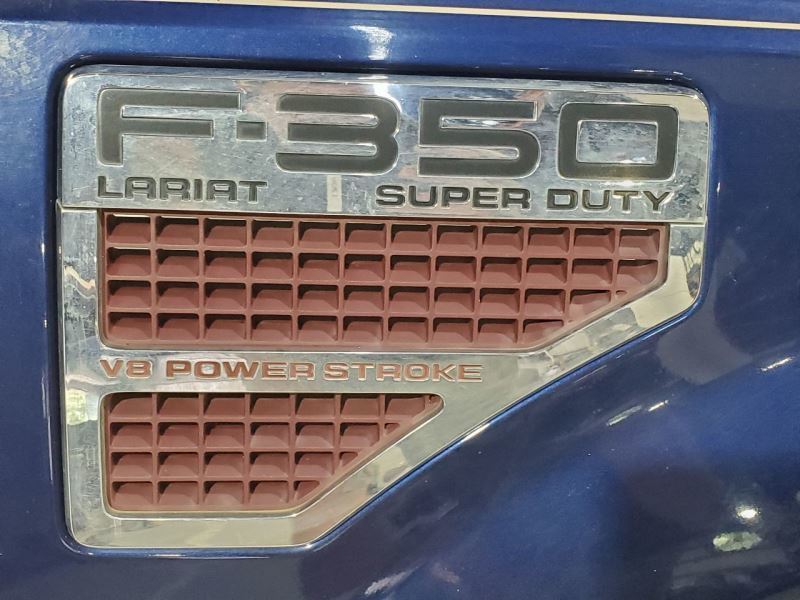 F-350
LARIAT SUPER DUTY
V8 POWER STROKE